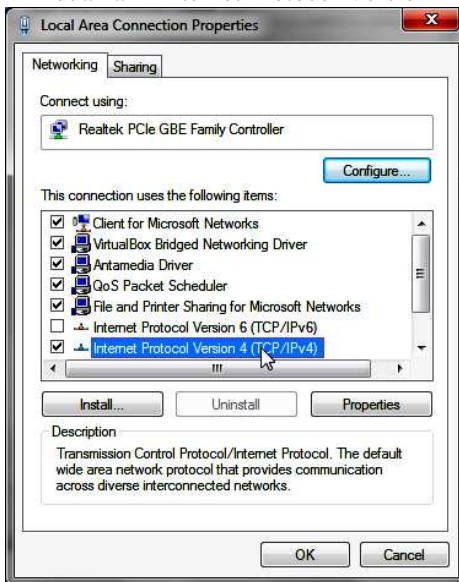 Local Area Connection Properties
Networking
Sharing
Connect using:
Realtek PCIe GBE Family Controller
Configure...
This connection uses the following items:
Client for Microsoft Networks
VirtualBox Bridged Networking Driver
Antamedia Driver
QoS Packet Scheduler
File and Printer Sharing for Microsoft Networks
Internet Protocol Version 6 (TCP/IPv6)
Internet Protocol Version 4 (TCP/IPv4)
Install...
Uninstall
Properties
Description
Transmission Control Protocol/Internet Protocol. The default
wide area network protocol that provides communication
across diverse interconnected networks.
OK
Cancel